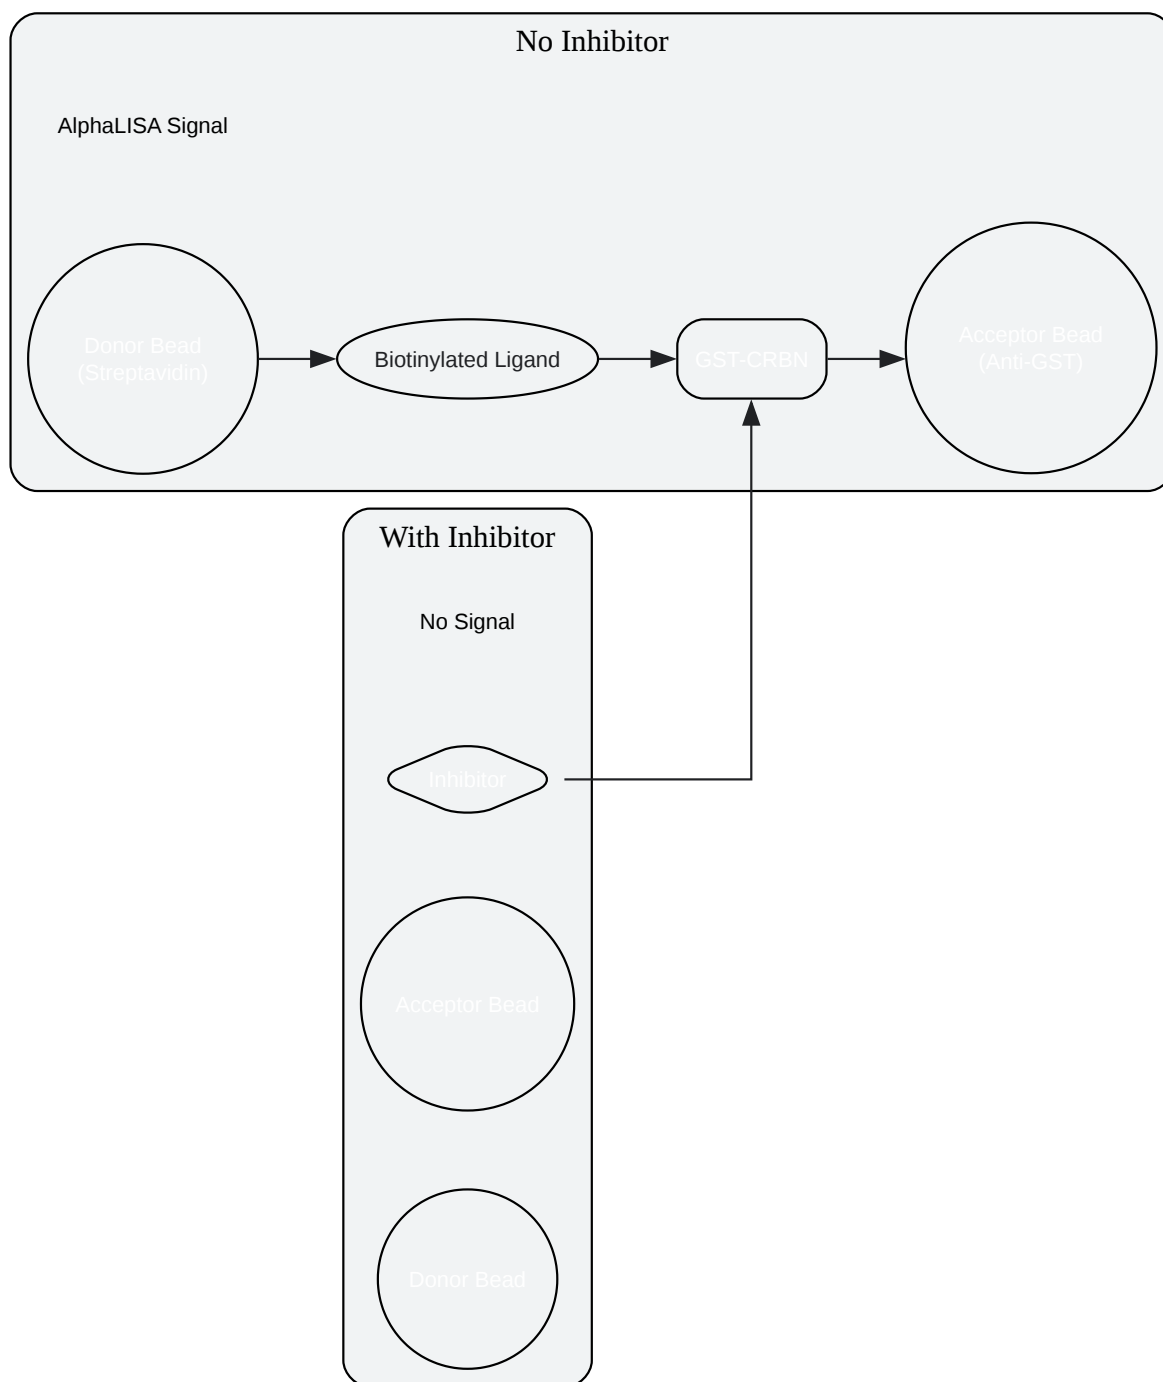 No Inhibitor
AlphaLISA Signal
Donor Bead
(Streptavidin)
Biotinylated Ligand
GST-CRBN
Acceptor Bead
(Anti-GST)
With Inhibitor
No Signal
Inhibitor
Acceptor Bead
Donor Bead